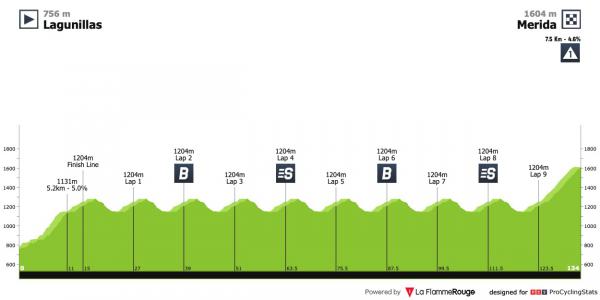 756 m
Lagunillas
1604 m
Merida
7.5 Km - 4.6%
1
1204m
Finish Line
1131m
5.2km - 5.0%
1204m
Lap 1
1204m
Lap 2
B
1204m
Lap 3
1204m
Lap 4
S
1204m
Lap 5
1204m
Lap 6
B
1204m
Lap 7
1204m
Lap 8
S
1204m
Lap 9
1800
1600
1400
1200
1000
800
600
1800
1600
1400
1200
1000
800
600
0 11 15 27 39 51 63.5 75.5 87.5 99.5 111.5 123.5 134
Powered by La FlammeRouge designed for PCS ProCyclingStats